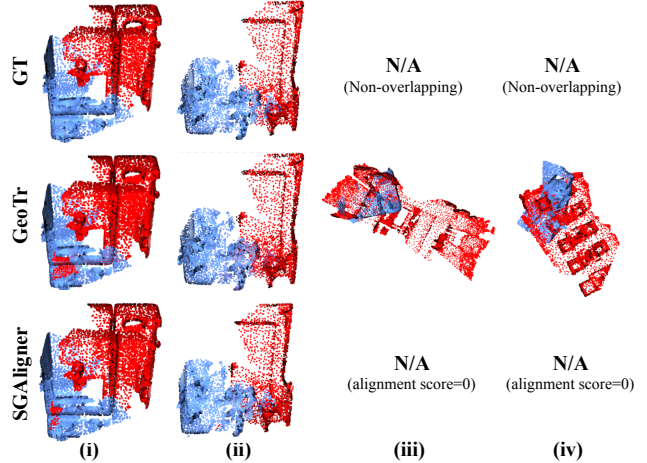 GT
N/A
(Non-overlapping)
N/A
(Non-overlapping)
GeoTr
SGAligner
N/A
(alignment score=0)
N/A
(alignment score=0)
(i)
(ii)
(iii)
(iv)